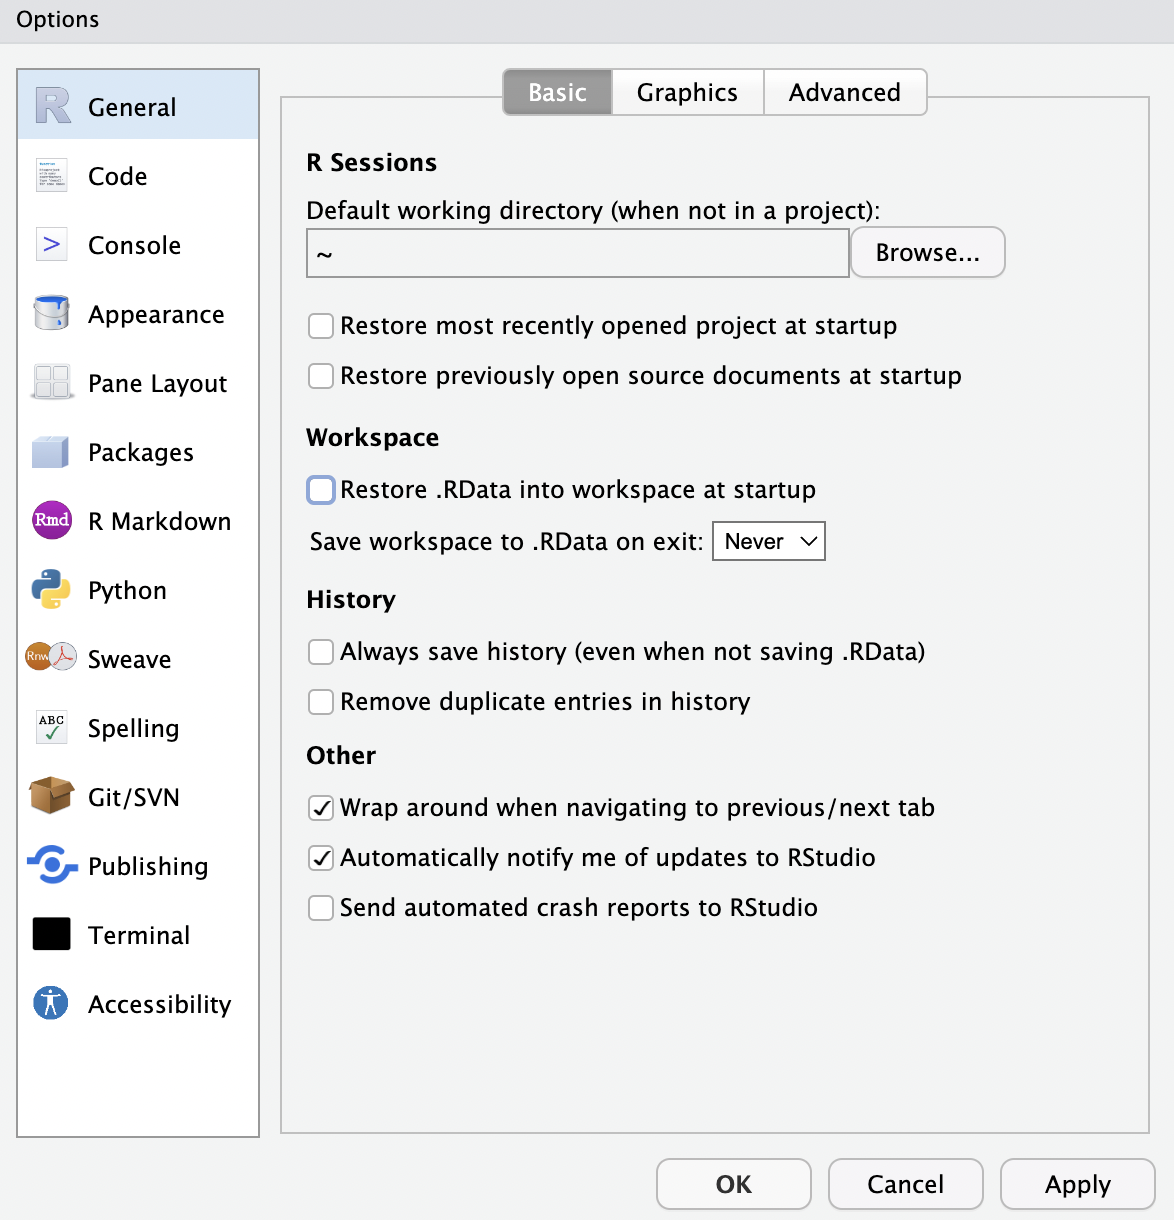 Options
General
Code
Console
Appearance
Pane Layout
Packages
Rmd R Markdown
Python
Rnw Sweave
ABC Spelling
Git/SVN
Publishing
Terminal
Accessibility
Basic Graphics Advanced
R Sessions
Default working directory (when not in a project):
~ Browse...
Restore most recently opened project at startup
Restore previously open source documents at startup
Workspace
Restore .RData into workspace at startup
Save workspace to .RData on exit: Never
History
Always save history (even when not saving .RData)
Remove duplicate entries in history
Other
Wrap around when navigating to previous/next tab
Automatically notify me of updates to RStudio
Send automated crash reports to RStudio
OK Cancel Apply